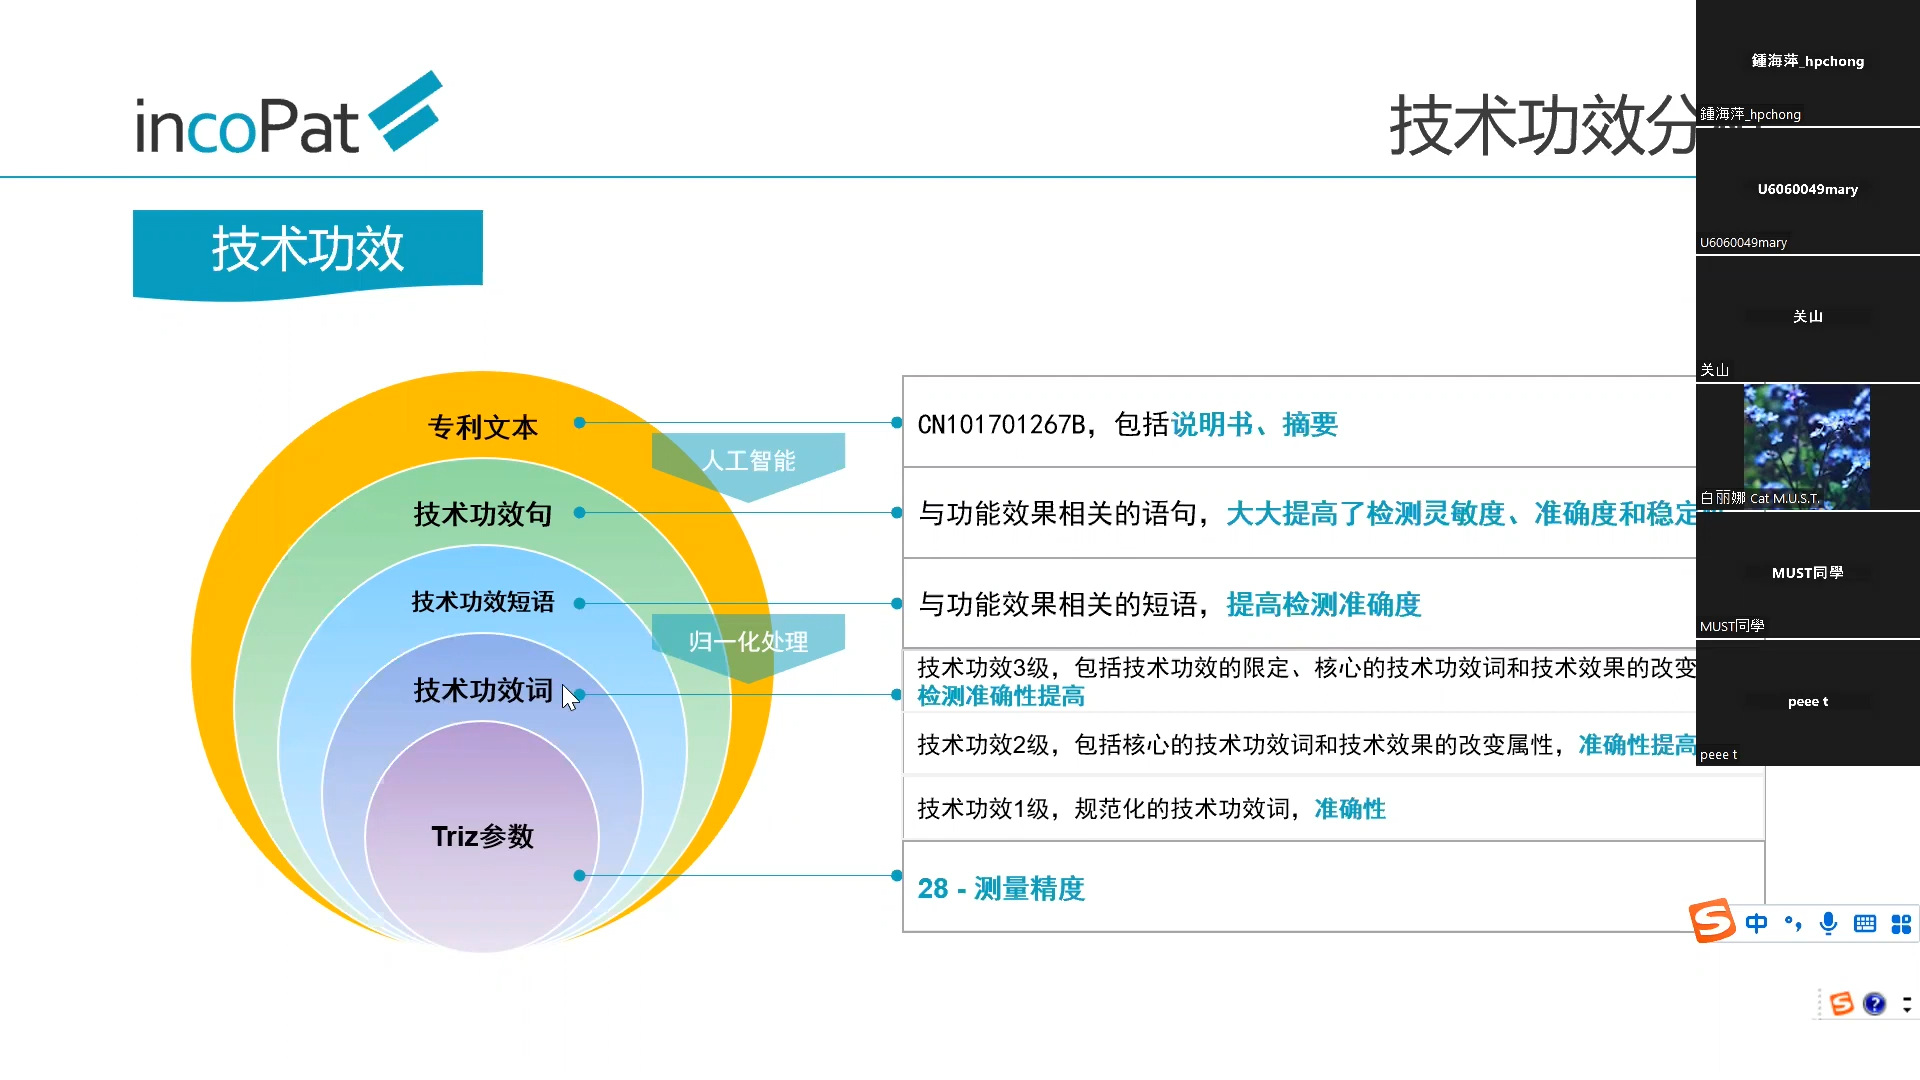 incoPat
技术功效分
技术功效
专利文本
人工智能
技术功效句
技术功效短语
归一化处理
技术功效词
Triz参数
CN101701267B，包括说明书、摘要
与功能效果相关的语句，大大提高了检测灵敏度、准确度和稳定
与功能效果相关的短语，提高检测准确度
技术功效3级，包括技术功效的限定、核心的技术功效词和技术效果的改变
检测准确性提高
技术功效2级，包括核心的技术功效词和技术效果的改变属性，准确性提高
技术功效1级，规范化的技术功效词，准确性
28 - 测量精度
鍾海萍_hpchong
鍾海萍_hpchong
U6060049mary
U6060049mary
关山
关山
白丽娜 Cat M.U.S.T.
MUST同學
MUST同學
peee t
peee t
中